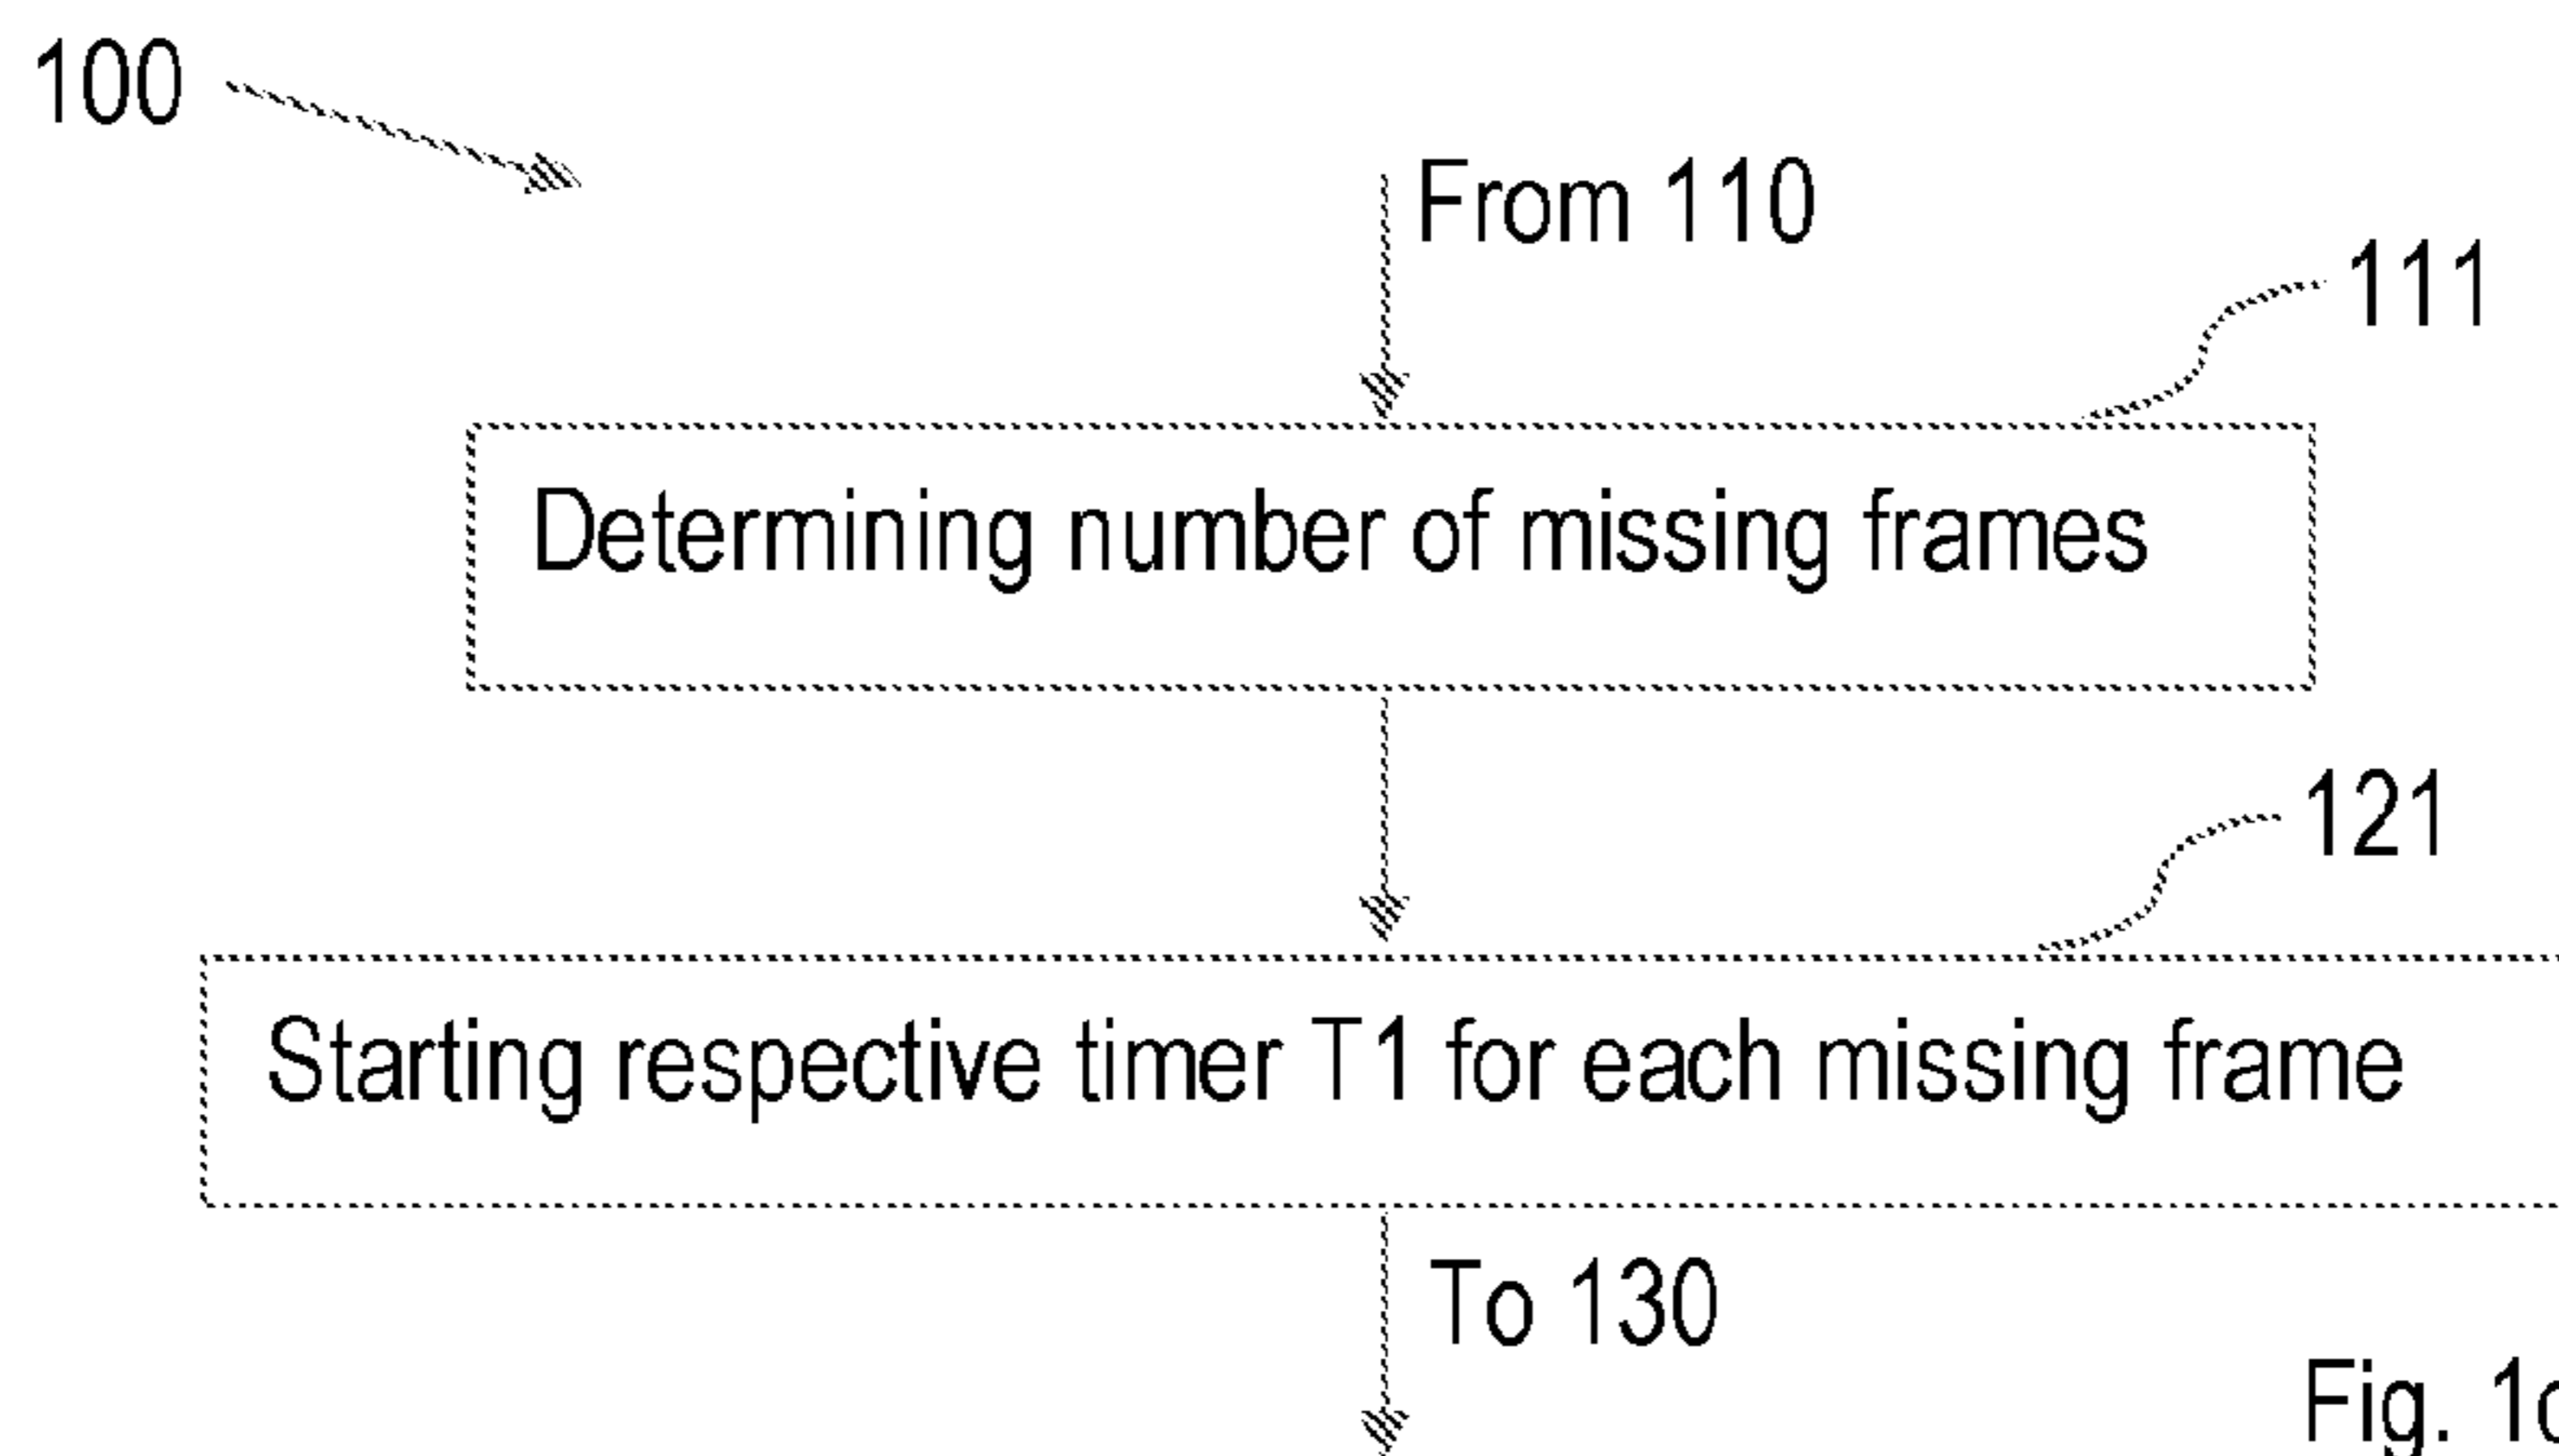 100
From 110
111
Determining number of missing frames
121
Starting respective timer T1 for each missing frame
To 130
Fig.